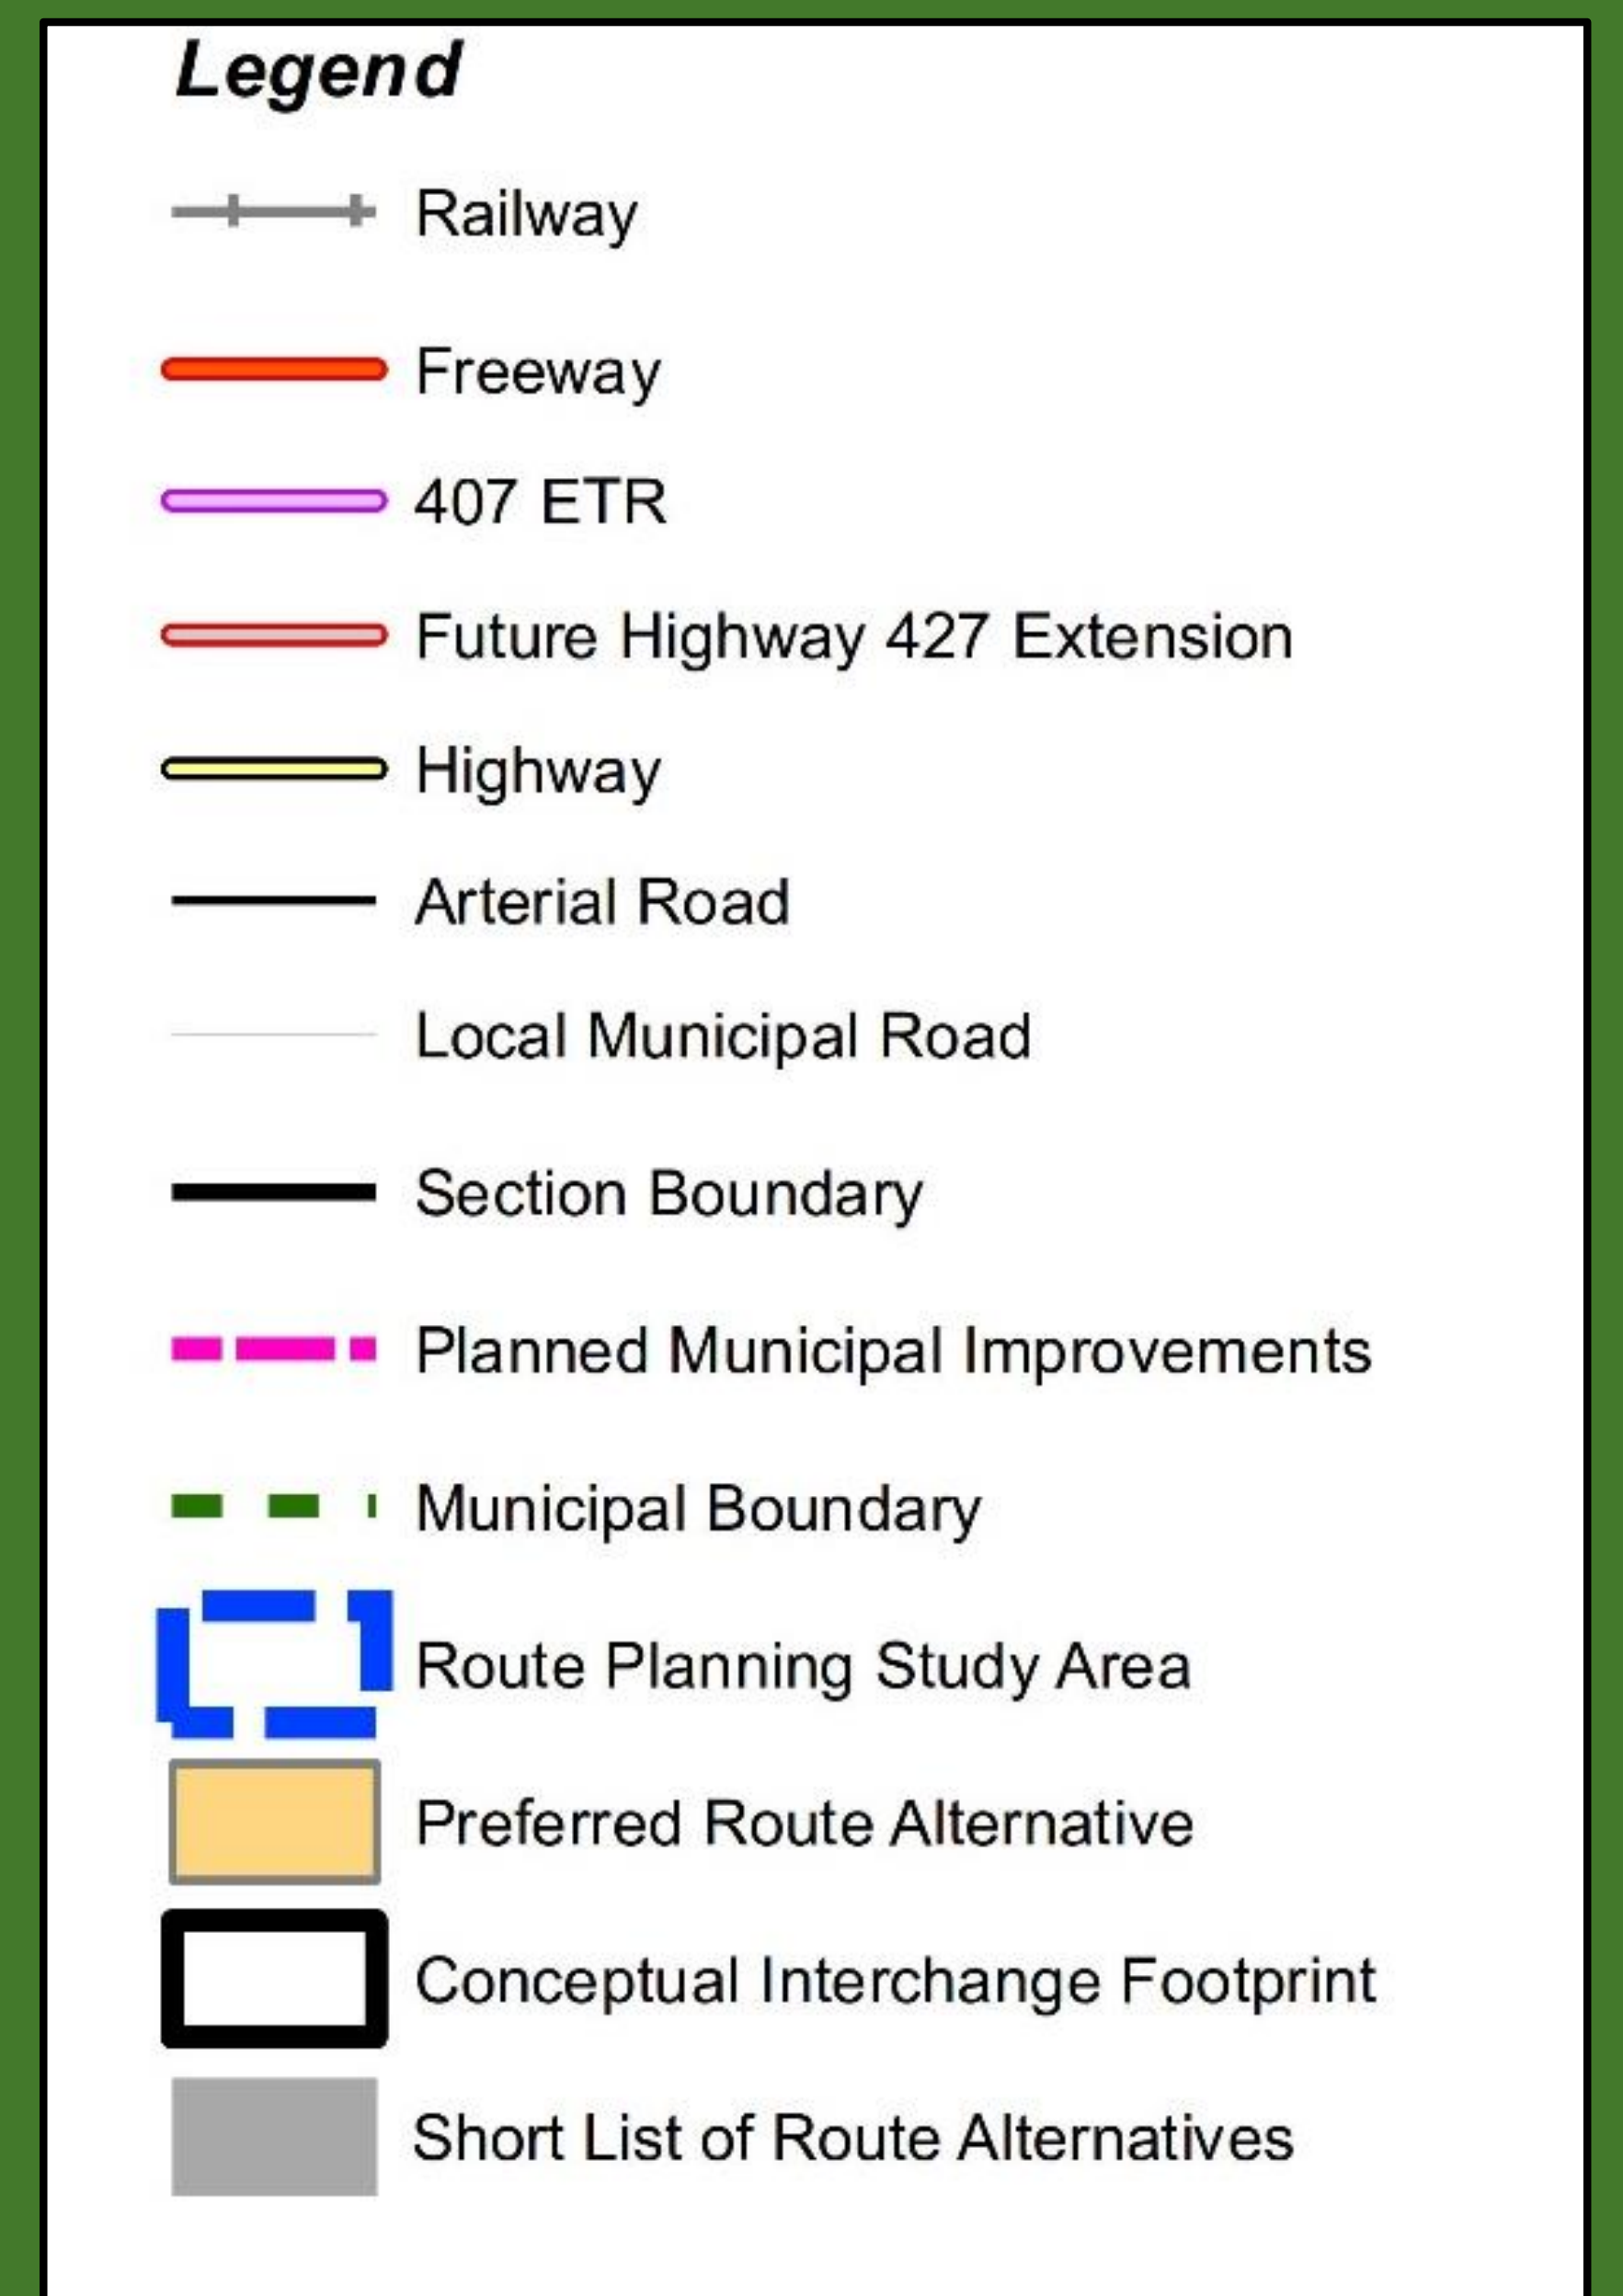 Legend
Railway
Freeway
407 ETR
Future Highway 427 Extension
Highway
Arterial Road
Local Municipal Road
Section Boundary
Planned Municipal Improvements
Municipal Boundary
Route Planning Study Area
Preferred Route Alternative
Conceptual Interchange Footprint
Short List of Route Alternatives